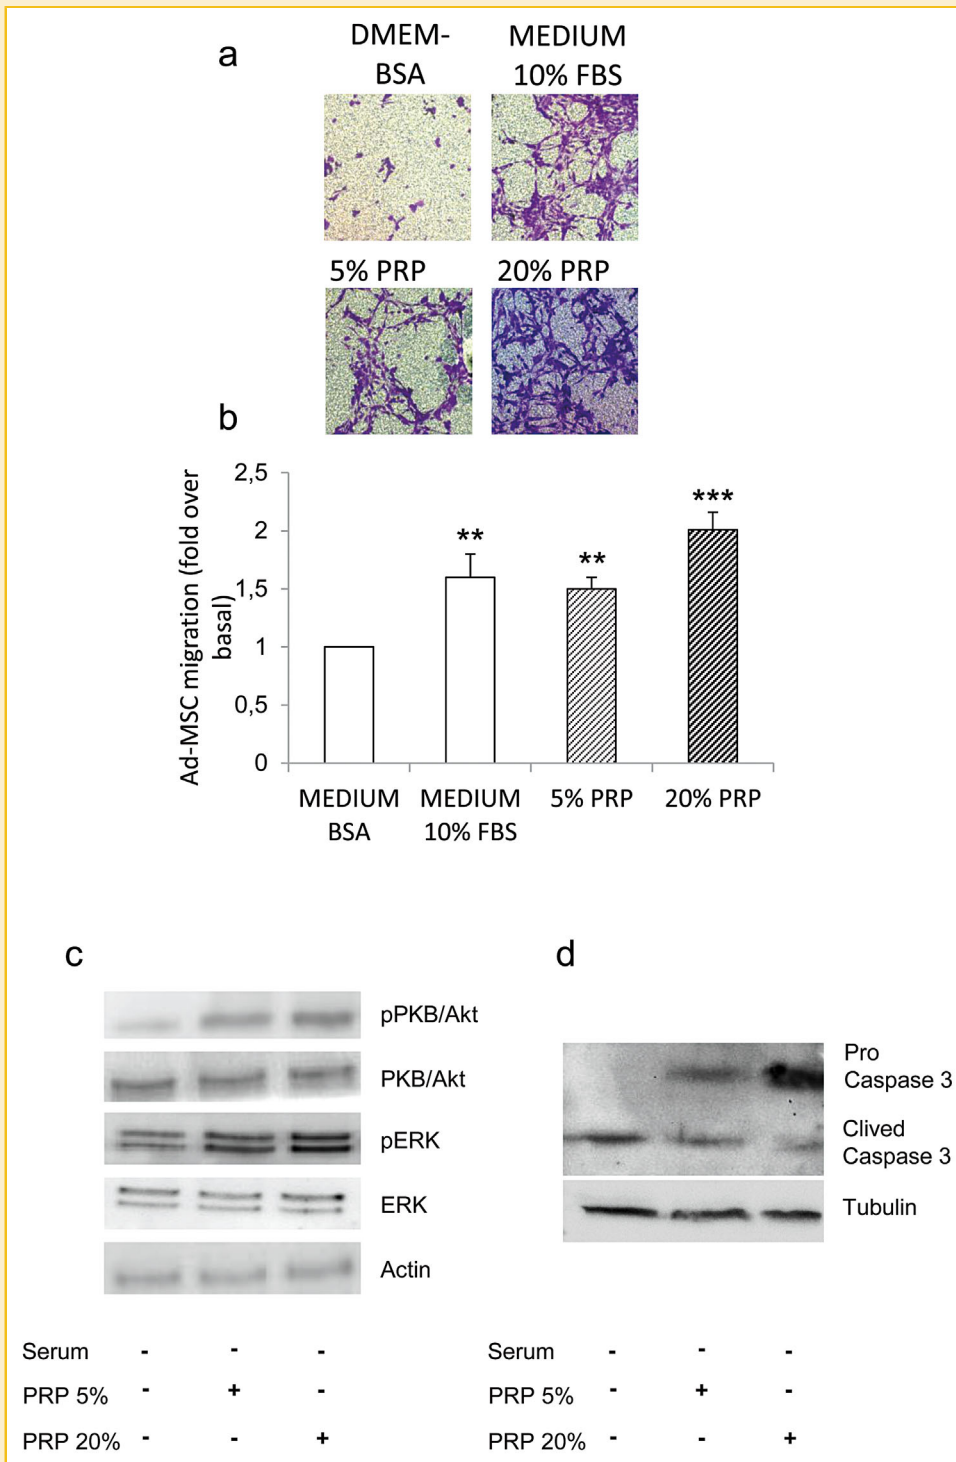 a
DMEM-
BSA
MEDIUM
10% FBS
5% PRP
20% PRP
b
Ad-MSC migration (fold over
basal)
2,5
2
1,5
1
0,5
0
**
**
***
MEDIUM
BSA
MEDIUM
10% FBS
5% PRP
20% PRP
c
pPKB/Akt
PKB/Akt
pERK
ERK
Actin
Serum - - -
PRP 5% - + -
PRP 20% - - +
d
Pro
Caspase 3
Clived
Caspase 3
Tubulin
Serum - - -
PRP 5% - + -
PRP 20% - - +